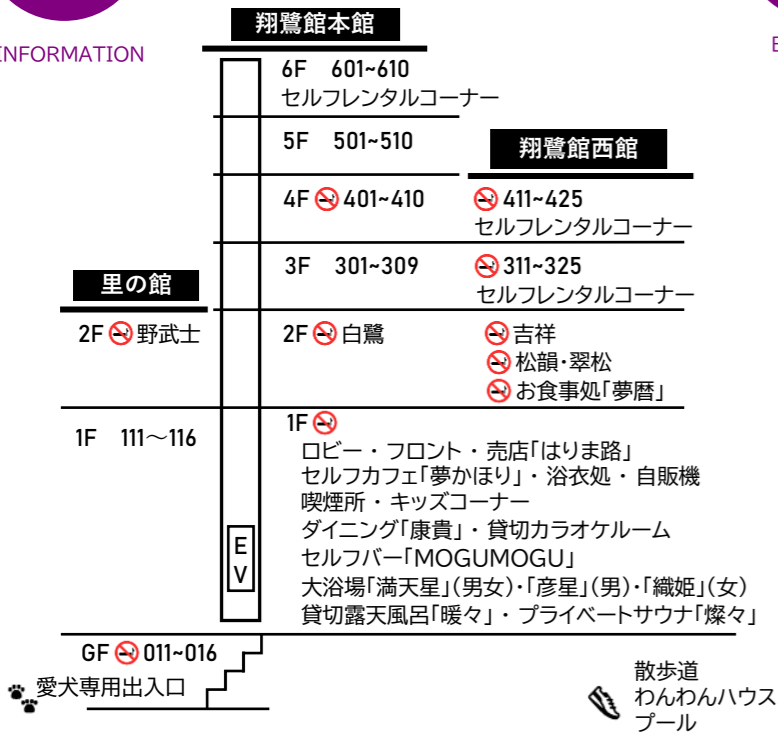 INFORMATION
E
翔鷺館本館
6F 601~610
セルフレンタルコーナー
5F 501~510
翔鷺館西館
4F 401~410
411~425
セルフレンタルコーナー
3F 301~309
311~325
セルフレンタルコーナー
里の館
2F 野武士
2F 白鷺
吉祥
松韻・翠松
お食事処「夢暦」
1F 111～116
1F
ロビー・フロント・売店「はりま路」
セルフカフェ「夢かほり」・浴衣処・自販機
喫煙所・キッズコーナー
ダイニング「康貴」・貸切カラオケルーム
セルフバー「MOGUMOGU」
大浴場「満天星」(男女)・「彦星」(男)・「織姫」(女)
貸切露天風呂「暖々」・プライベートサウナ「燦々」
EV
GF 011~016
愛犬専用出入口
散歩道
わんわんハウス
プール